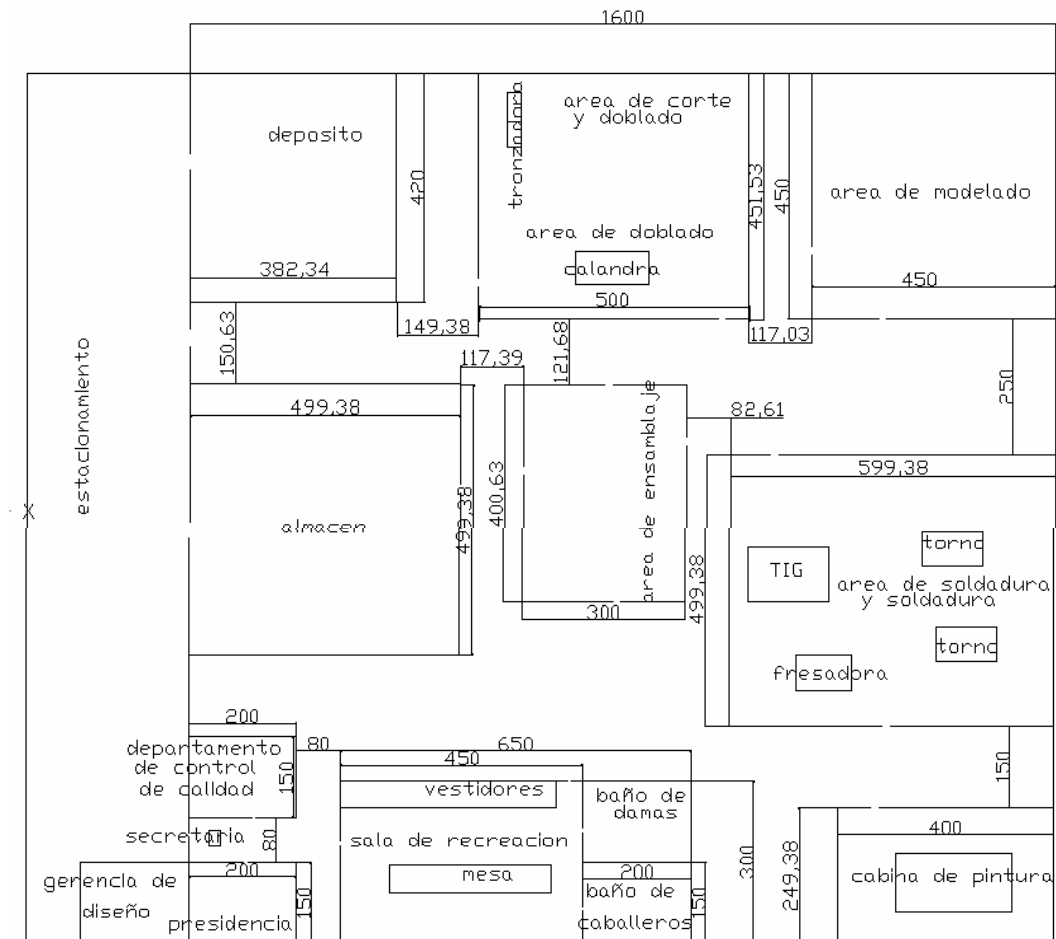 1600
deposito
tronzadora
area de corte
y doblado
420
451,53
450
area de modelado
area de doblado
calandra
382,34
500
450
149,38
150,63
121,68
117,03
117,39
250
estacionamiento
499,38
area de ensamblaje
82,61
400,63
499,38
599,38
X
almacen
TIG
torno
area de soldadura
y soldadura
499,38
300
torno
fresadora
200
departamento
de control
de calidad
150
80
650
450
vestidores
baño de
damas
150
secretaria
80
sala de recreacion
300
249,38
400
gerencia de
diseño
200
presidencia
150
mesa
200
baño de
caballeros
150
cabina de pintura